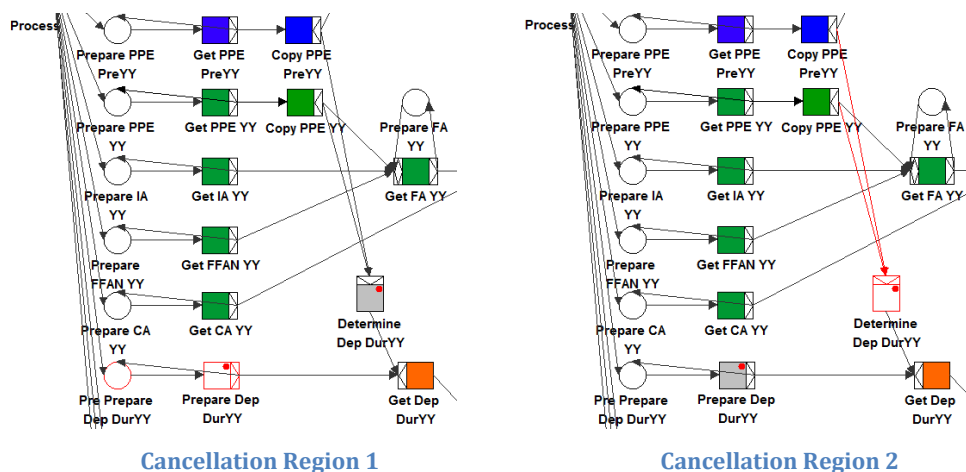 Process
Prepare PPE
PreYY
Get PPE
PreYY
Copy PPE
PreYY
Prepare PPE
YY
Get PPE YY
Copy PPE YY
Prepare FA
YY
Prepare IA
YY
Get IA YY
Get FA YY
Prepare
FFAN YY
Get FFAN YY
Prepare CA
YY
Get CA YY
Determine
Dep DurYY
Pre Prepare
Dep DurYY
Prepare Dep
DurYY
Get Dep
DurYY
Cancellation Region 1
Process
Prepare PPE
PreYY
Get PPE
PreYY
Copy PPE
PreYY
Prepare PPE
YY
Get PPE YY
Copy PPE YY
Prepare FA
YY
Prepare IA
YY
Get IA YY
Get FA YY
Prepare
FFAN YY
Get FFAN YY
Prepare CA
YY
Get CA YY
Determine
Dep DurYY
Pre Prepare
Dep DurYY
Prepare Dep
DurYY
Get Dep
DurYY
Cancellation Region 2